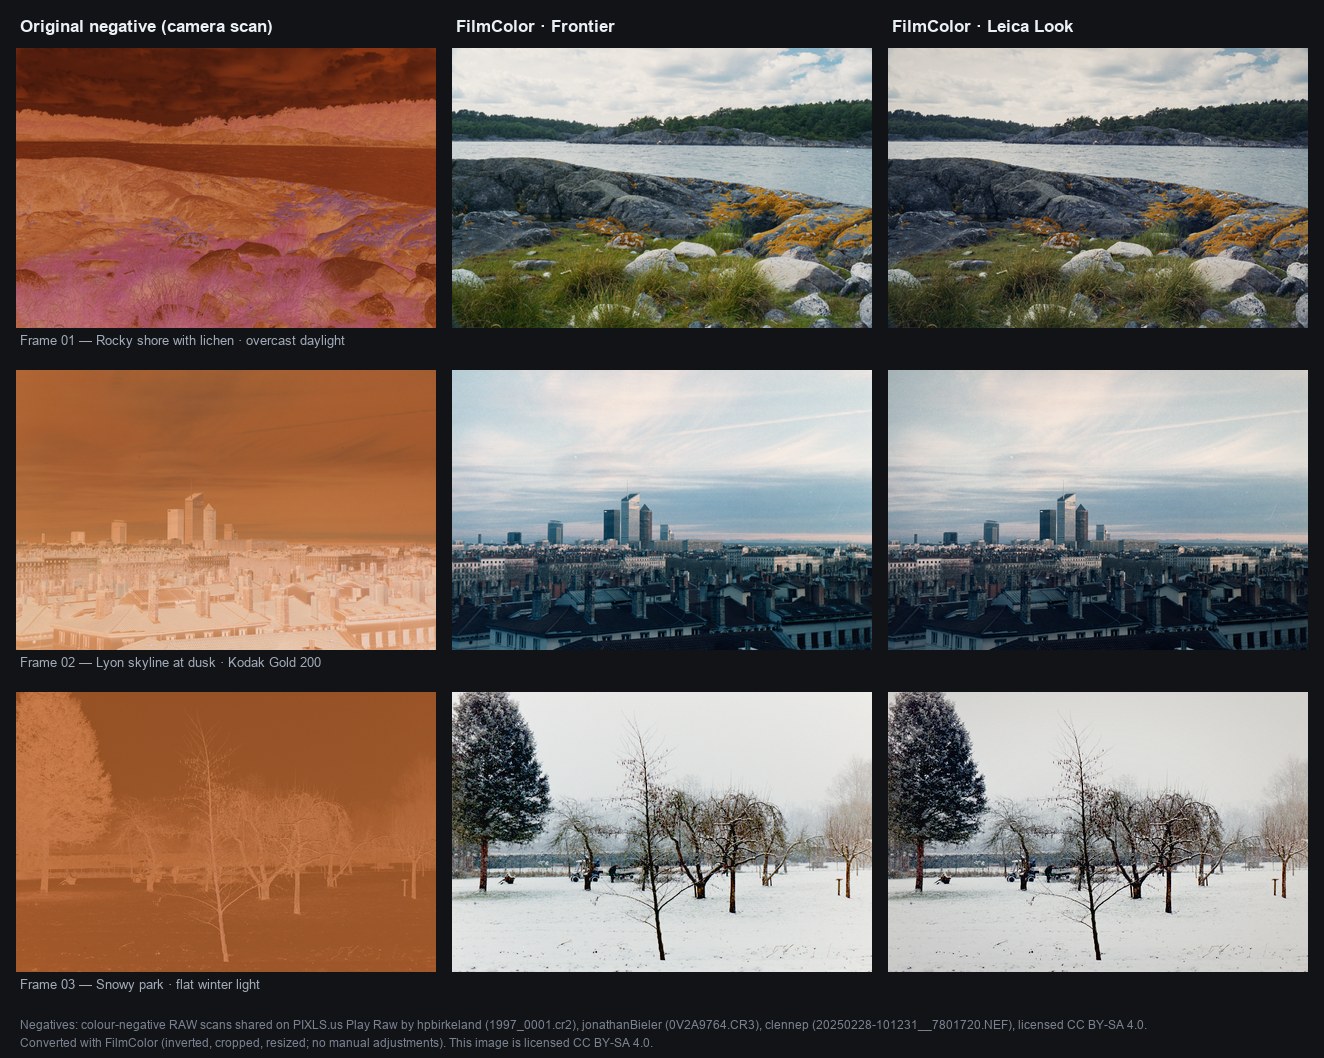 Original negative (camera scan)
FilmColor · Frontier
FilmColor · Leica Look
Frame 01 — Rocky shore with lichen · overcast daylight
Frame 02 — Lyon skyline at dusk · Kodak Gold 200
Frame 03 — Snowy park · flat winter light
Negatives: colour-negative RAW scans shared on PIXLS.us Play Raw by hpbirkeland (1997_0001.cr2), jonathanBieler (0V2A9764.CR3), clennep (20250228-101231__7801720.NEF), licensed CC BY-SA 4.0.
Converted with FilmColor (inverted, cropped, resized; no manual adjustments). This image is licensed CC BY-SA 4.0.